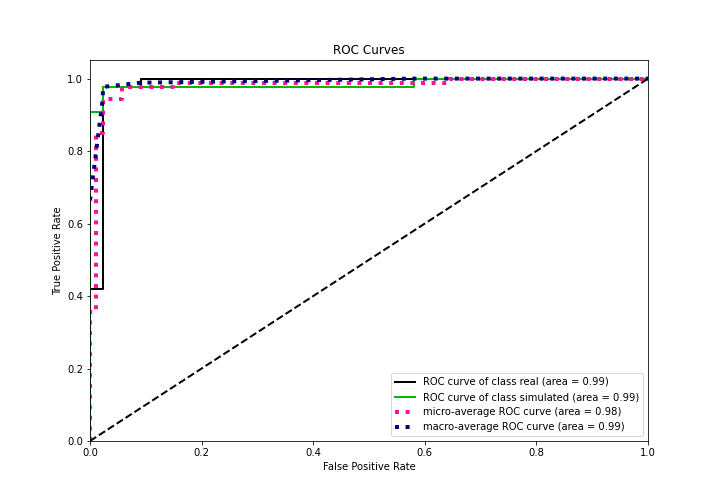 ROC Curves
True Positive Rate
1.0
0.8
0.6
0.4
0.2
0.0
0.0 0.2 0.4 0.6 0.8 1.0
False Positive Rate
ROC curve of class real (area = 0.99)
ROC curve of class simulated (area = 0.99)
micro-average ROC curve (area = 0.98)
macro-average ROC curve (area = 0.99)